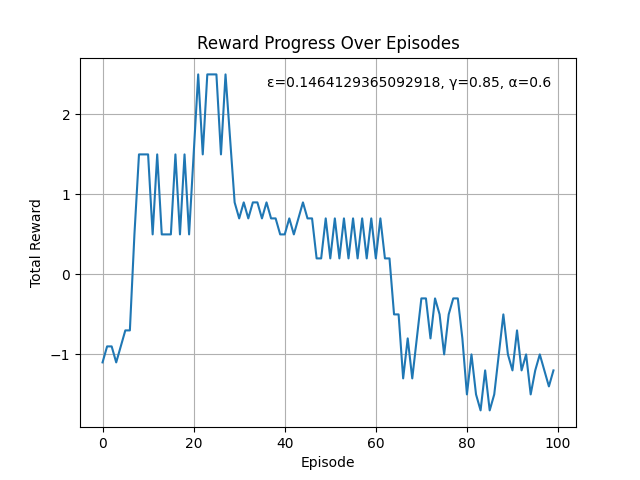 Reward Progress Over Episodes
ε=0.1464129365092918, γ=0.85, α=0.6
Total Reward
2
1
0
−1
0 20 40 60 80 100
Episode